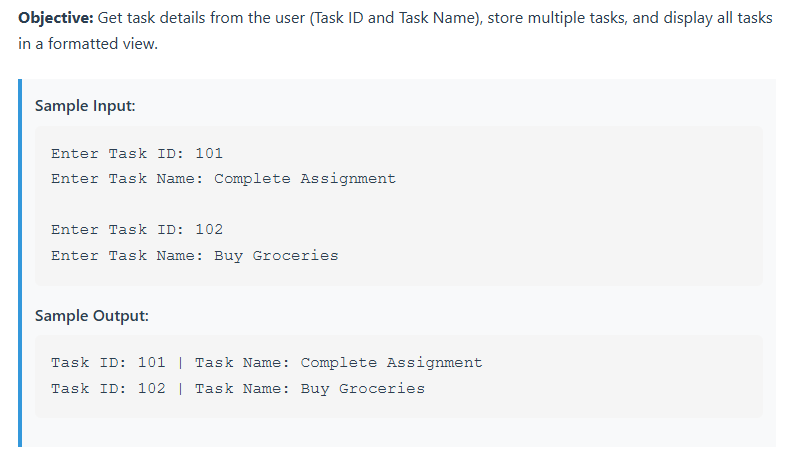 Objective: Get task details from the user (Task ID and Task Name), store multiple tasks, and display all tasks
in a formatted view.
Sample Input:
Enter Task ID: 101
Enter Task Name: Complete Assignment
Enter Task ID: 102
Enter Task Name: Buy Groceries
Sample Output:
Task ID: 101 | Task Name: Complete Assignment
Task ID: 102 | Task Name: Buy Groceries